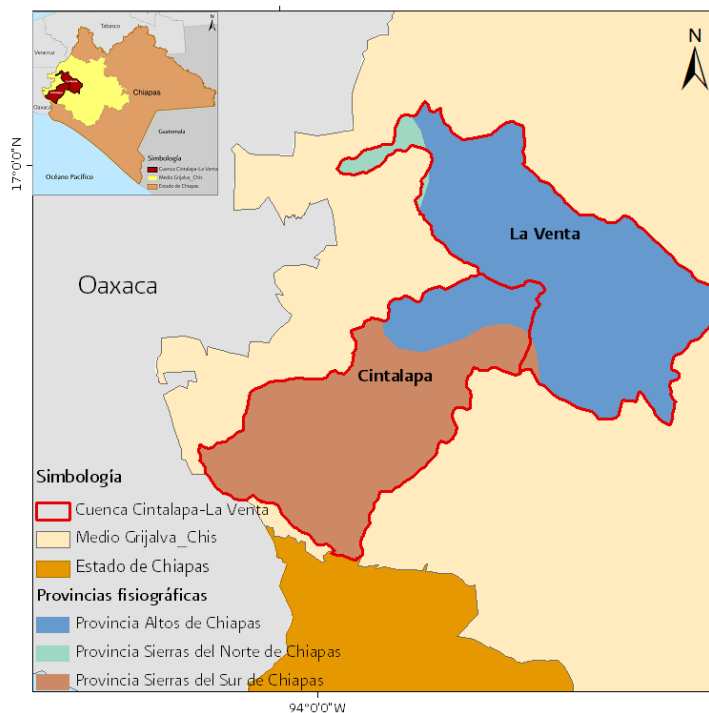 Tabasco
N
Veracruz
Chiapas
Oaxaca
Guatemala
Simbología
Océano Pacífico
Cuenca Cintalapa-La Venta
Medio Grijalva_Chis
Estado de Chiapas
N
17°0'0"N
La Venta
Oaxaca
Cintalapa
Simbología
Cuenca Cintalapa-La Venta
Medio Grijalva_Chis
Estado de Chiapas
Provincias fisiográficas
Provincia Altos de Chiapas
Provincia Sierras del Norte de Chiapas
Provincia Sierras del Sur de Chiapas
94°0'0"W